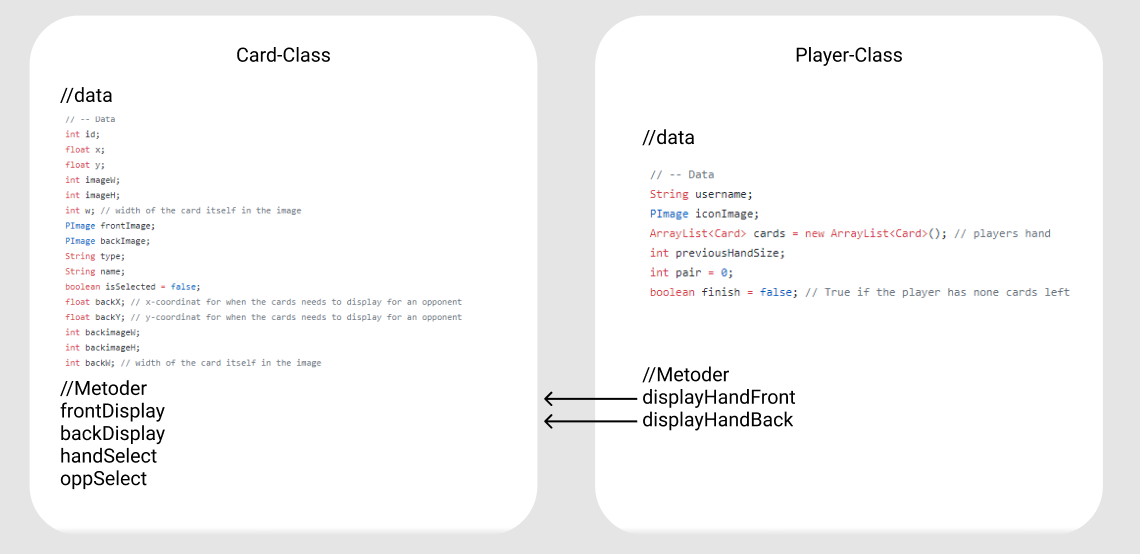 Card-Class
//data
// -- Data
int id;
float x;
float y;
int imageW;
int imageH;
int w; // width of the card itself in the image
PImage frontImage;
PImage backImage;
String type;
String name;
boolean isSelected = false;
float backX; // x-coordinat for when the cards needs to display for an opponent
float backY; // y-coordinat for when the cards needs to display for an opponent
int backimageW;
int backimageH;
int backW; // width of the card itself in the image
//Metoder
frontDisplay
backDisplay
handSelect
oppSelect
Player-Class
//data
// -- Data
String username;
PImage iconImage;
ArrayList<Card> cards = new ArrayList<Card>(); // players hand
int previousHandSize;
int pair = 0;
boolean finish = false; // True if the player has none cards left
//Metoder
displayHandFront
displayHandBack